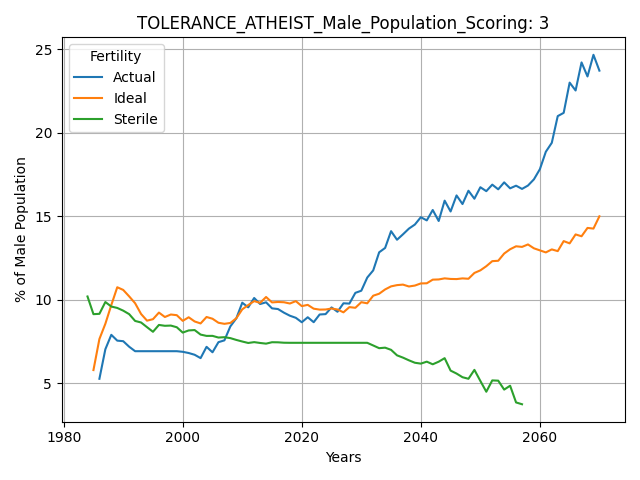 TOLERANCE_ATHEIST_Male_Population_Scoring: 3
Fertility
Actual
Ideal
Sterile
% of Male Population
25
20
15
10
5
1980 2000 2020 2040 2060
Years